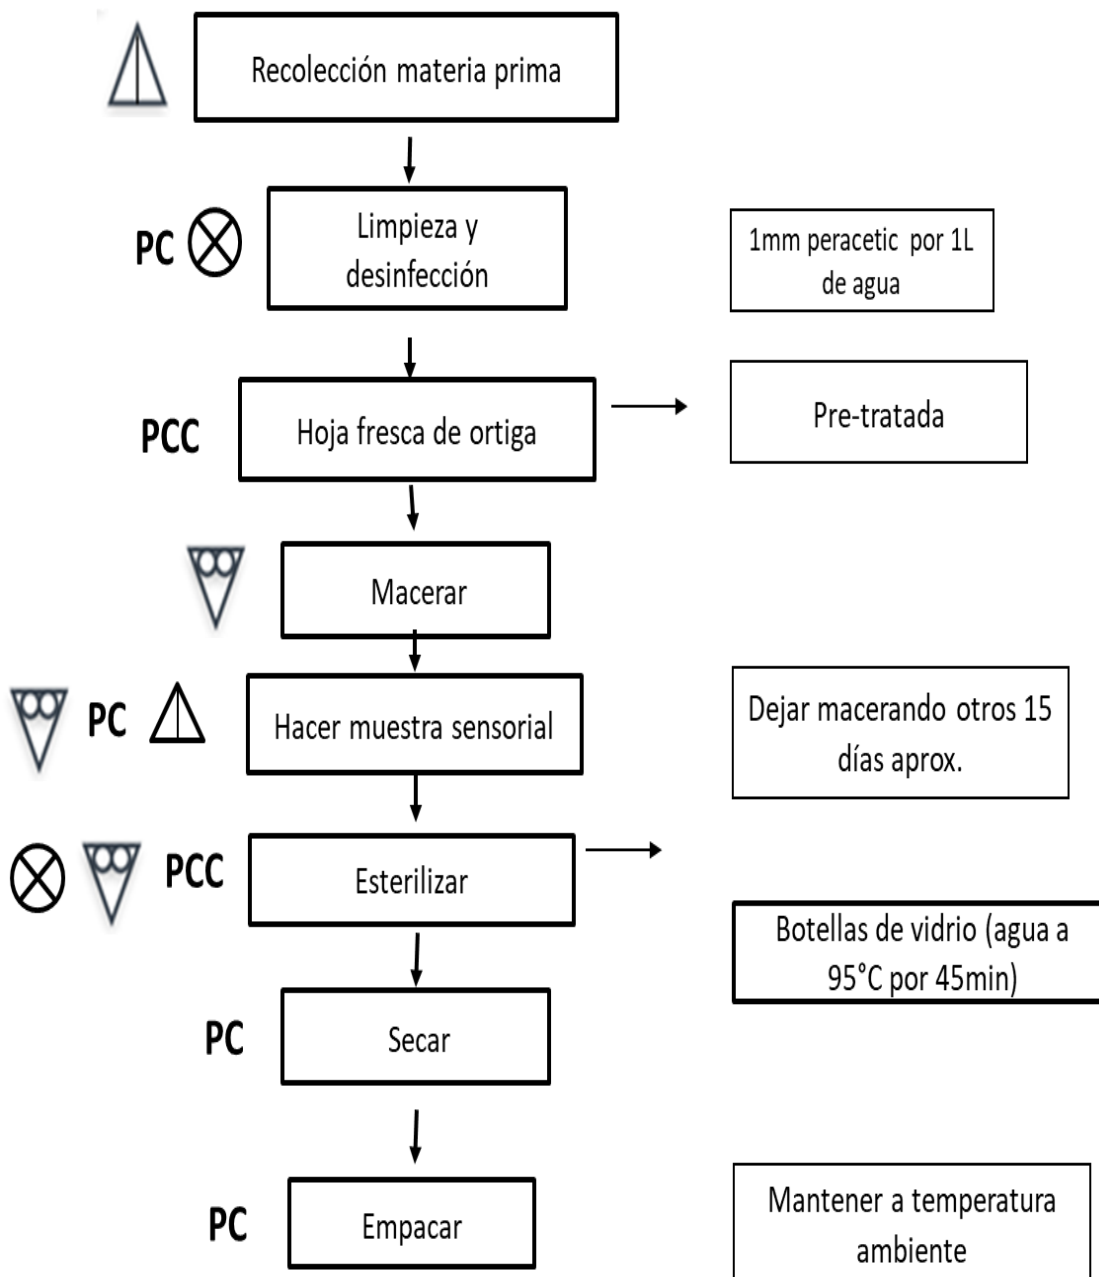 Recolección materia prima
PC
Limpieza y
desinfección
1mm peracetic por 1L
de agua
PCC
Hoja fresca de ortiga
Pre-tratada
Macerar
PC
Hacer muestra sensorial
Dejar macerando otros 15
días aprox.
PCC
Esterilizar
Botellas de vidrio (agua a
95°C por 45min)
PC
Secar
PC
Empacar
Mantener a temperatura
ambiente